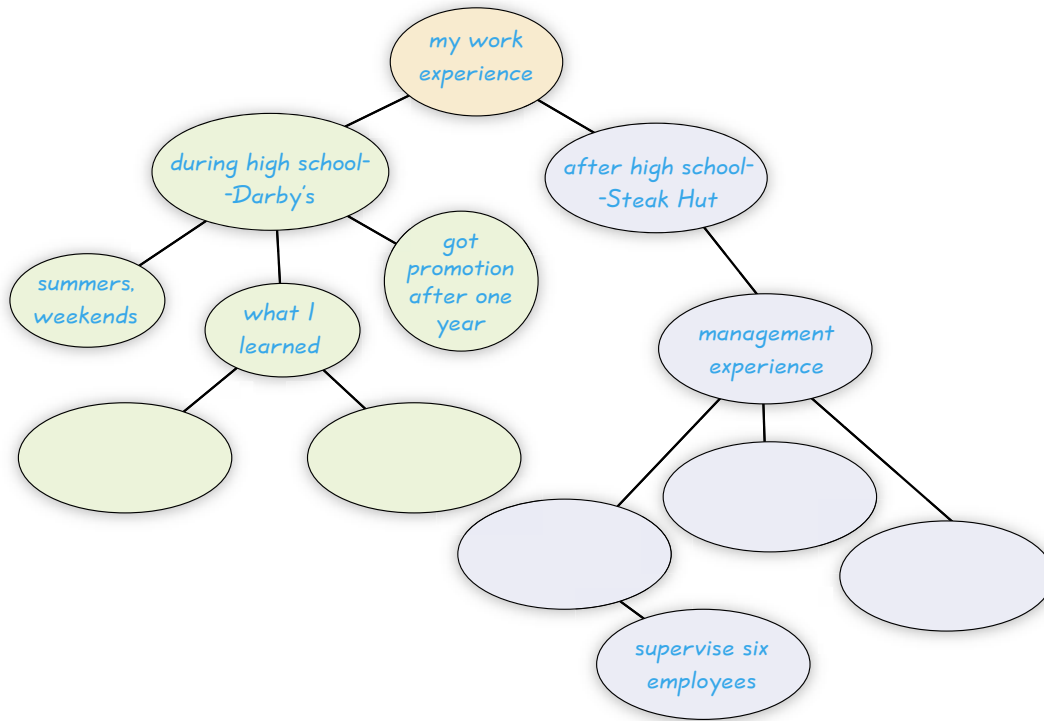 my work
experience
during high school-
-Darby's
after high school-
-Steak Hut
summers,
weekends
what I
learned
got
promotion
after one
year
management
experience
supervise six
employees